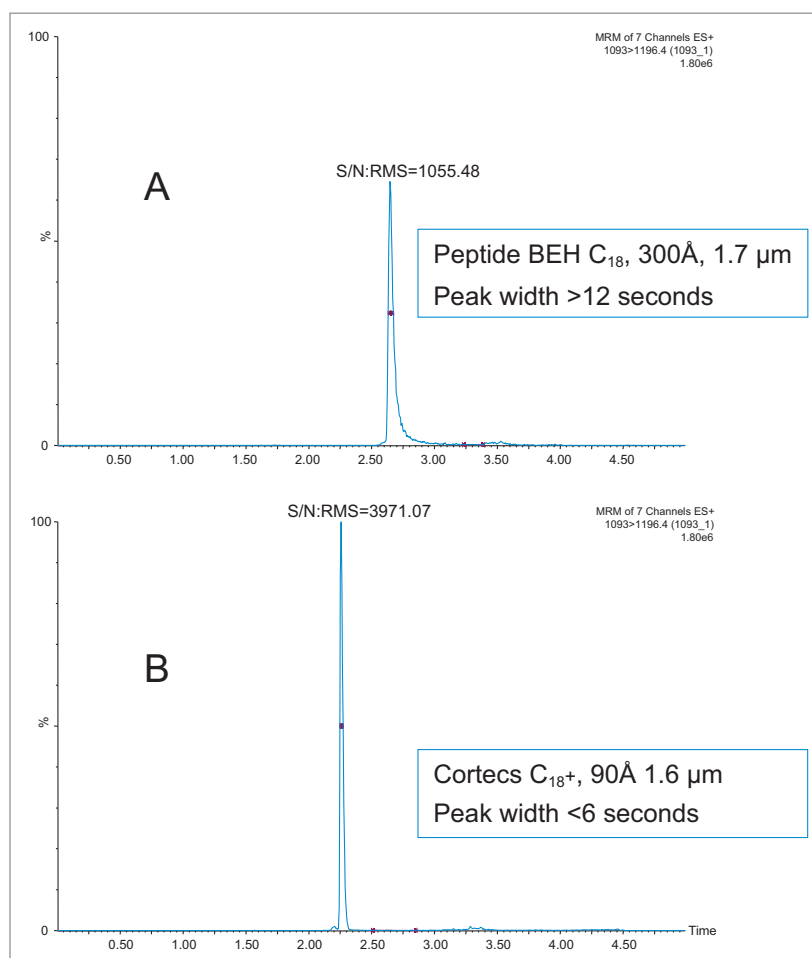 MRM of 7 Channels ES+
1093>1196.4 (1093_1)
1.80e6
100
S/N:RMS=1055.48
A
%
Peptide BEH C₁₈, 300Å, 1.7 µm
Peak width >12 seconds
0
0.50 1.00 1.50 2.00 2.50 3.00 3.50 4.00 4.50
MRM of 7 Channels ES+
1093>1196.4 (1093_1)
1.80e6
S/N:RMS=3971.07
100
B
%
Cortecs C₁₈+, 90Å 1.6 µm
Peak width <6 seconds
0
Time
0.50 1.00 1.50 2.00 2.50 3.00 3.50 4.00 4.50